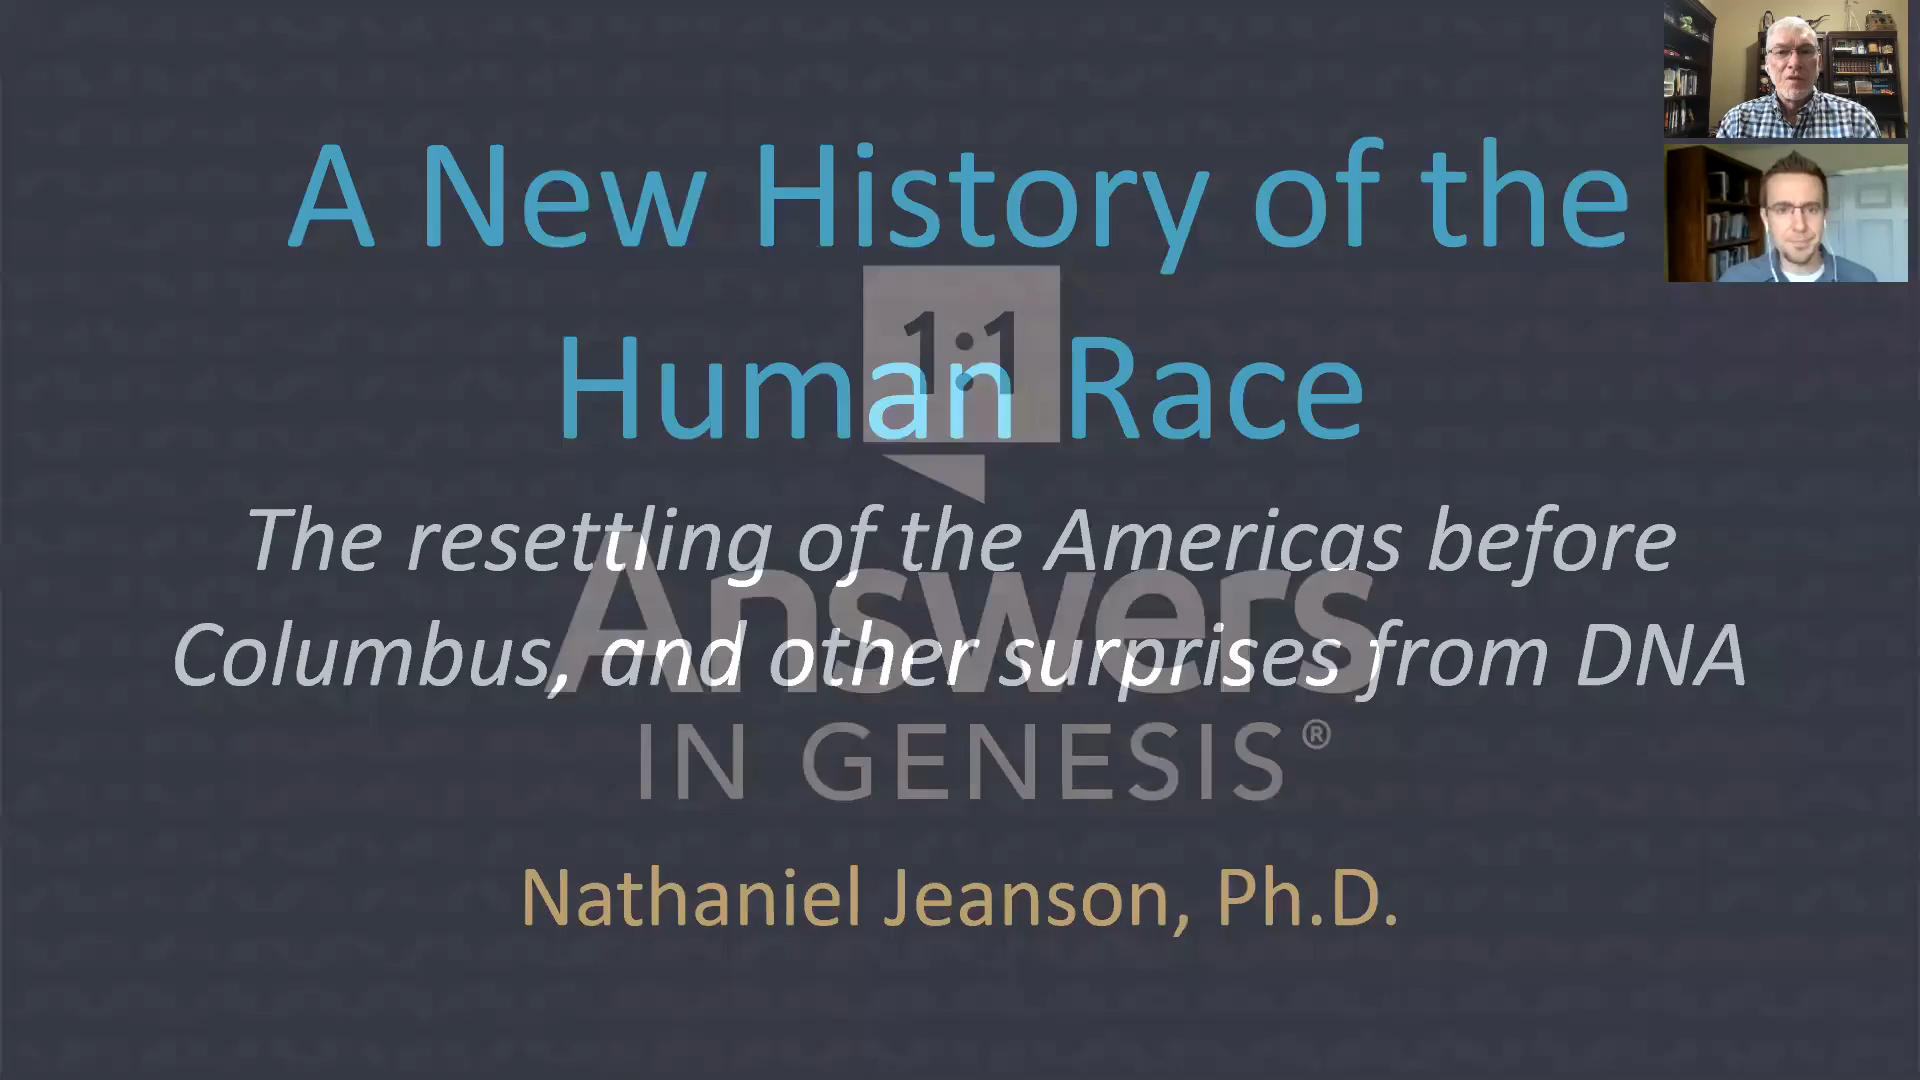 A New History of the
Human Race
1:1
The resettling of the Americas before
Columbus, and other surprises from DNA
Answers
IN GENESIS®
Nathaniel Jeanson, Ph.D.